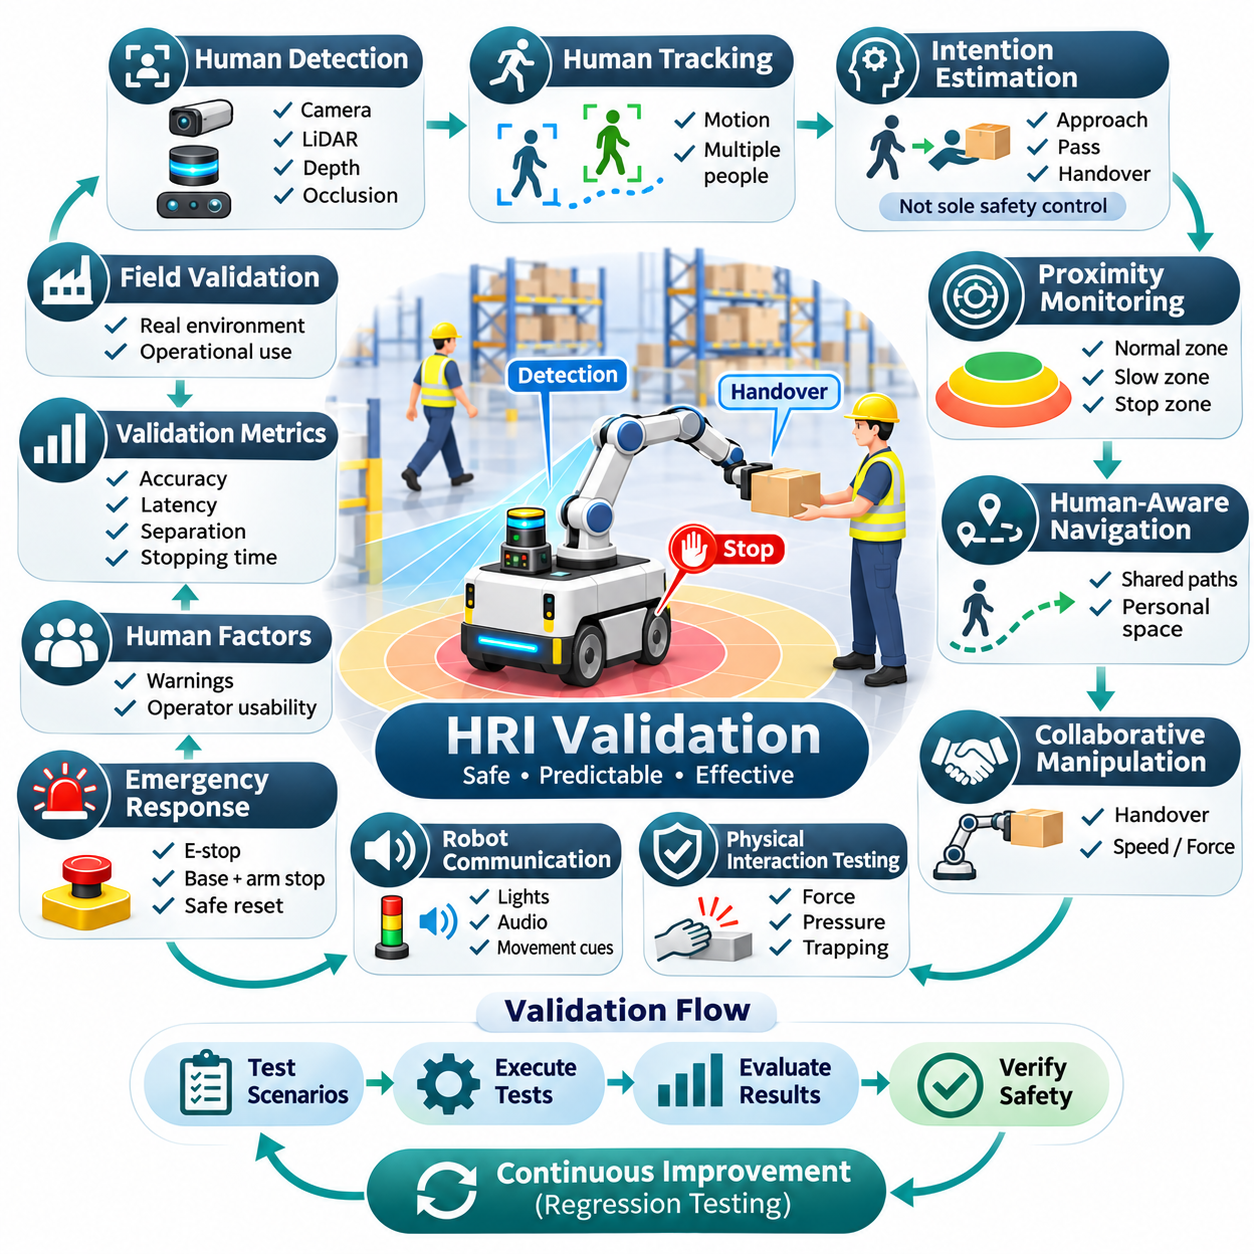 Human Detection
Camera
LiDAR
Depth
Occlusion
Human Tracking
Motion
Multiple
people
Intention
Estimation
Approach
Pass
Handover
Not sole safety control
Field Validation
Real environment
Operational use
Validation Metrics
Accuracy
Latency
Separation
Stopping time
Human Factors
Warnings
Operator usability
Emergency
Response
E-stop
Base + arm stop
Safe reset
Detection
Handover
Stop
HRI Validation
Safe • Predictable • Effective
Proximity
Monitoring
Normal zone
Slow zone
Stop zone
Human-Aware
Navigation
Shared paths
Personal
space
Collaborative
Manipulation
Handover
Speed / Force
Robot
Communication
Lights
Audio
Movement cues
Physical
Interaction Testing
Force
Pressure
Trapping
Validation Flow
Test
Scenarios
Execute
Tests
Evaluate
Results
Verify
Safety
Continuous Improvement
(Regression Testing)